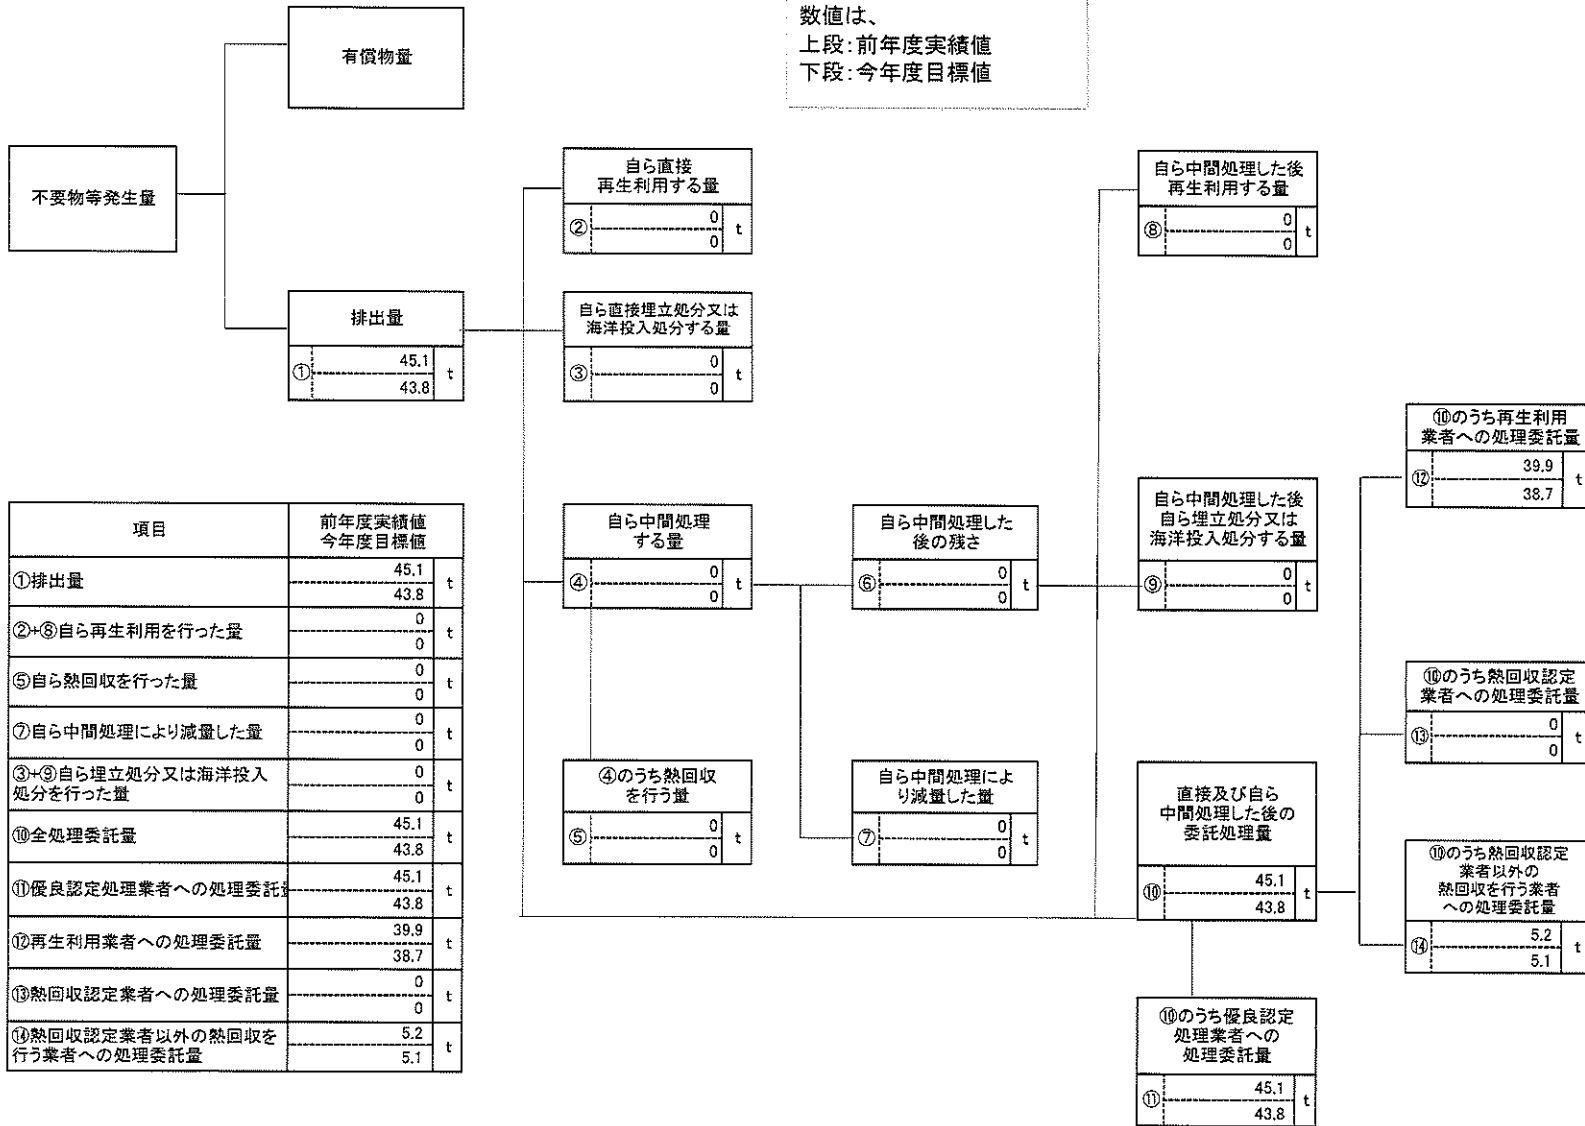 数値は、
上段：前年度実績値
下段：今年度目標値
有償物量
不要物等発生量
排出量
① 45.1 t
43.8
自ら直接
再生利用する量
② 0 t
0
自ら直接埋立処分又は
海洋投入処分する量
③ 0 t
0
自ら中間処理
する量
④ 0 t
0
④のうち熱回収
を行う量
⑤ 0 t
0
自ら中間処理した
後の残さ
⑥ 0 t
0
自ら中間処理によ
り減量した量
⑦ 0 t
0
自ら中間処理した後
再生利用する量
⑧ 0 t
0
自ら中間処理した後
自ら埋立処分又は
海洋投入処分する量
⑨ 0 t
0
直接及び自ら
中間処理した後の
委託処理量
⑩ 45.1 t
43.8
⑩のうち優良認定
処理業者への
処理委託量
⑪ 45.1 t
43.8
⑩のうち再生利用
業者への処理委託量
⑫ 39.9 t
38.7
⑩のうち熱回収認定
業者への処理委託量
⑬ 0 t
0
⑩のうち熱回収認定
業者以外の
熱回収を行う業者
への処理委託量
⑭ 5.2 t
5.1
項目
前年度実績値
今年度目標値
①排出量 45.1 t
43.8
②+⑧自ら再生利用を行った量 0 t
0
⑤自ら熱回収を行った量 0 t
0
⑦自ら中間処理により減量した量 0 t
0
③+⑨自ら埋立処分又は海洋投入
処分を行った量 0 t
0
⑩全処理委託量 45.1 t
43.8
⑪優良認定処理業者への処理委託 45.1 t
43.8
⑫再生利用業者への処理委託量 39.9 t
38.7
⑬熱回収認定業者への処理委託量 0 t
0
⑭熱回収認定業者以外の熱回収を
行う業者への処理委託量 5.2 t
5.1